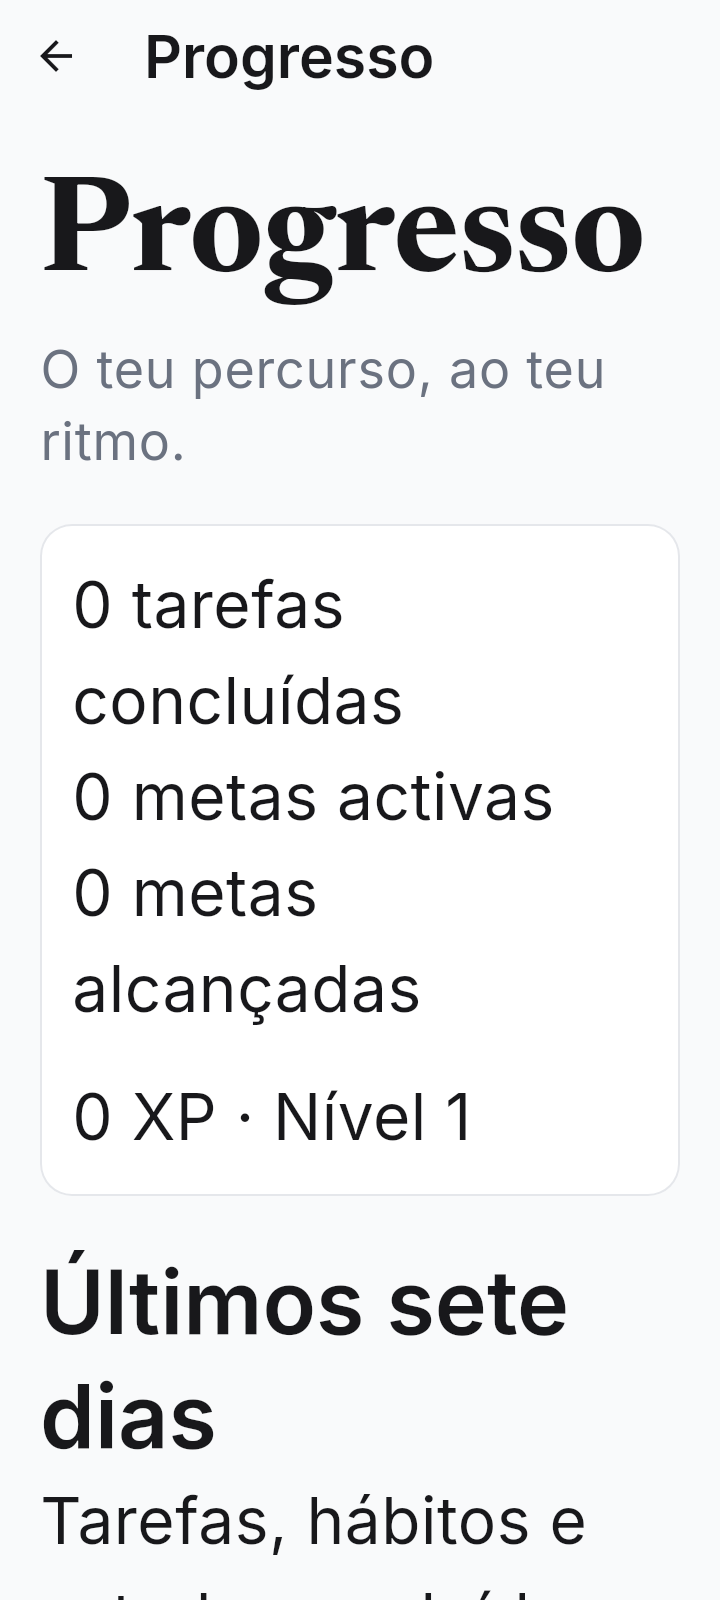 Progresso
Progresso
O teu percurso, ao teu
ritmo.
0 tarefas
concluídas
0 metas activas
0 metas
alcançadas
0 XP · Nível 1
Últimos sete
dias
Tarefas, hábitos e